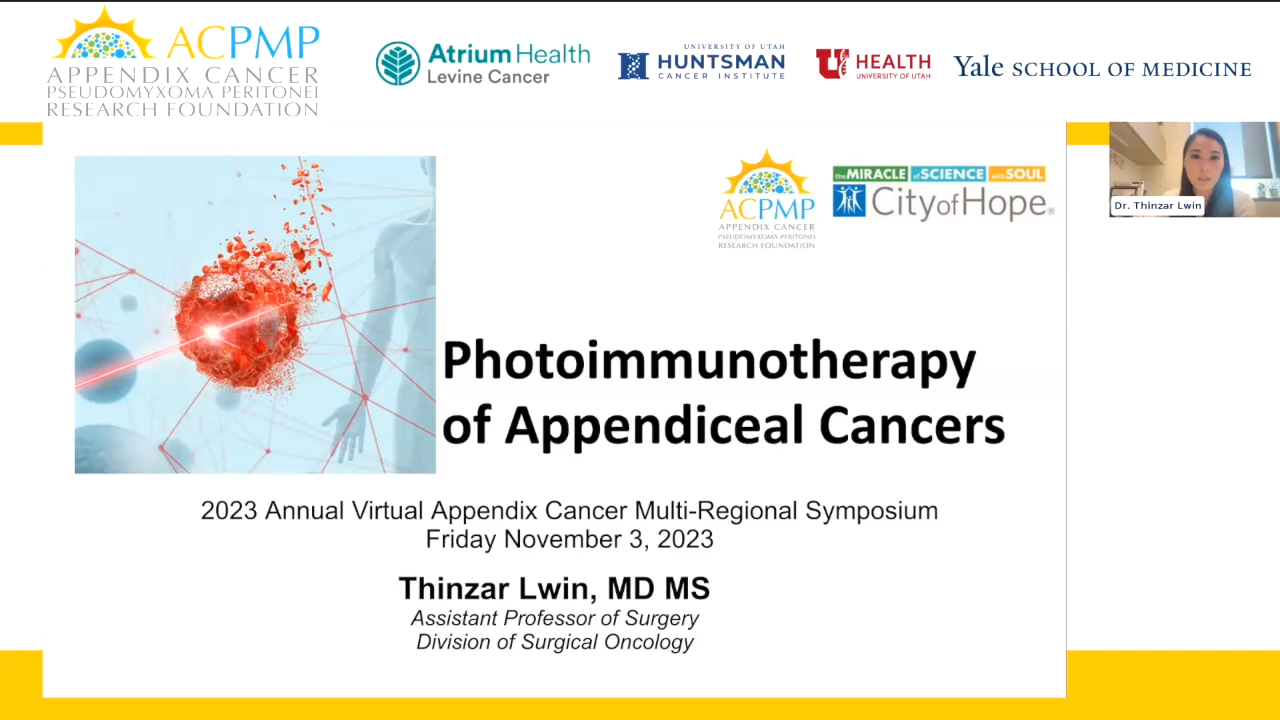 ACPMP
APPENDIX CANCER
PSEUDOMYXOMA PERITONEI
RESEARCH FOUNDATION
Atrium Health
Levine Cancer
UNIVERSITY OF UTAH
HUNTSMAN
CANCER INSTITUTE
U HEALTH
UNIVERSITY OF UTAH
Yale SCHOOL OF MEDICINE
Dr. Thinzar Lwin
ACPMP
APPENDIX CANCER
PSEUDOMYXOMA PERITONEI
RESEARCH FOUNDATION
the MIRACLE of SCIENCE with SOUL
City of Hope®
Photoimmunotherapy
of Appendiceal Cancers
2023 Annual Virtual Appendix Cancer Multi-Regional Symposium
Friday November 3, 2023
Thinzar Lwin, MD MS
Assistant Professor of Surgery
Division of Surgical Oncology